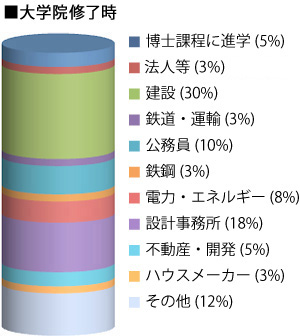 ■大学院修了時
博士課程に進学 (5%)
法人等 (3%)
建設 (30%)
鉄道・運輸 (3%)
公務員 (10%)
鉄鋼 (3%)
電力・エネルギー (8%)
設計事務所 (18%)
不動産・開発 (5%)
ハウスメーカー (3%)
その他 (12%)